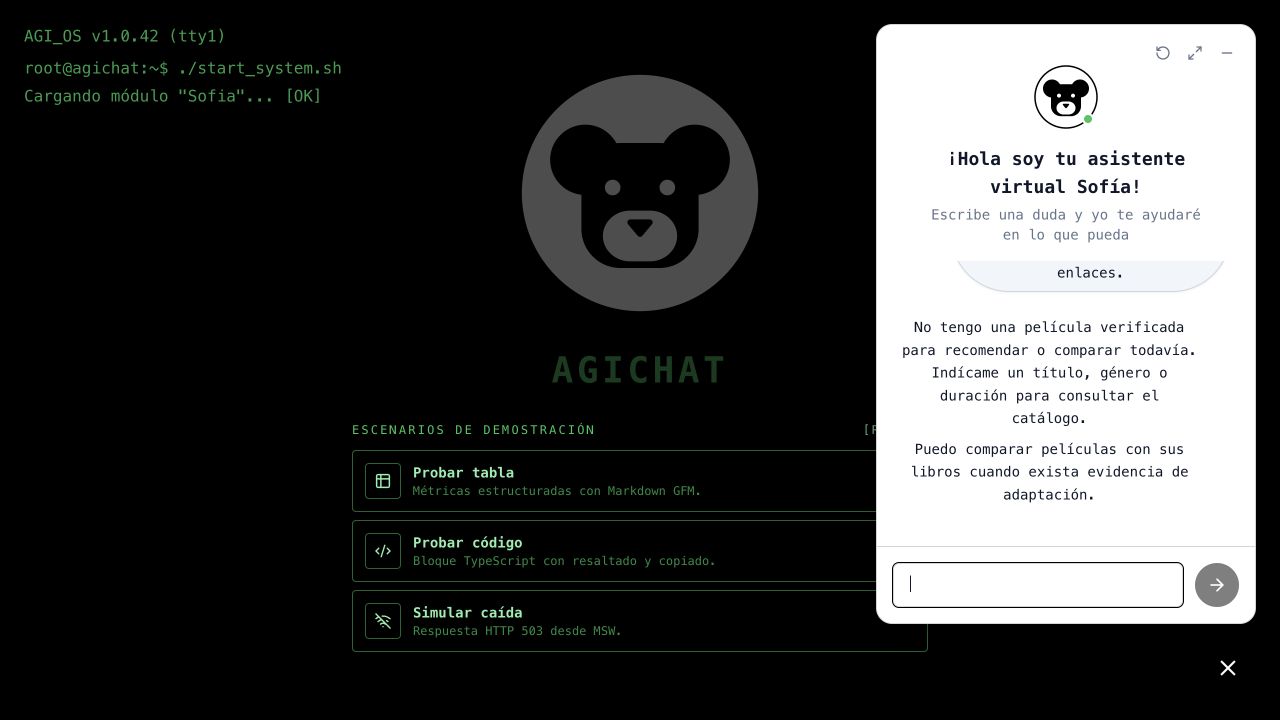 AGI_OS v1.0.42 (tty1)
root@agichat:~$ ./start_system.sh
Cargando módulo "Sofia"... [OK]
AGICHAT
ESCENARIOS DE DEMOSTRACIÓN
Probar tabla
Métricas estructuradas con Markdown GFM.
Probar código
Bloque TypeScript con resaltado y copiado.
Simular caída
Respuesta HTTP 503 desde MSW.
¡Hola soy tu asistente
virtual Sofía!
Escribe una duda y yo te ayudaré
en lo que pueda
enlaces.
No tengo una película verificada
para recomendar o comparar todavía.
Indícame un título, género o
duración para consultar el
catálogo.
Puedo comparar películas con sus
libros cuando exista evidencia de
adaptación.